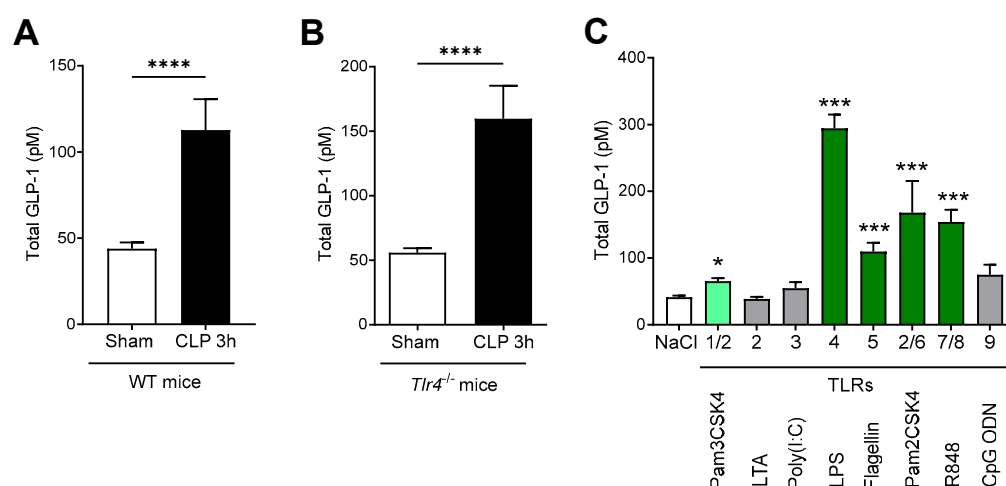 A
Total GLP-1 (pM)
150
100
50
0
****
Sham CLP 3h
WT mice
B
Total GLP-1 (pM)
200
150
100
50
0
****
Sham CLP 3h
Tlr4-/- mice
C
Total GLP-1 (pM)
400
300
200
100
0
* *** *** *** ***
NaCl 1/2 2 3 4 5 2/6 7/8 9
TLRs
Pam3CSK4
LTA
Poly(I:C)
LPS
Flagellin
Pam2CSK4
R848
CpG ODN